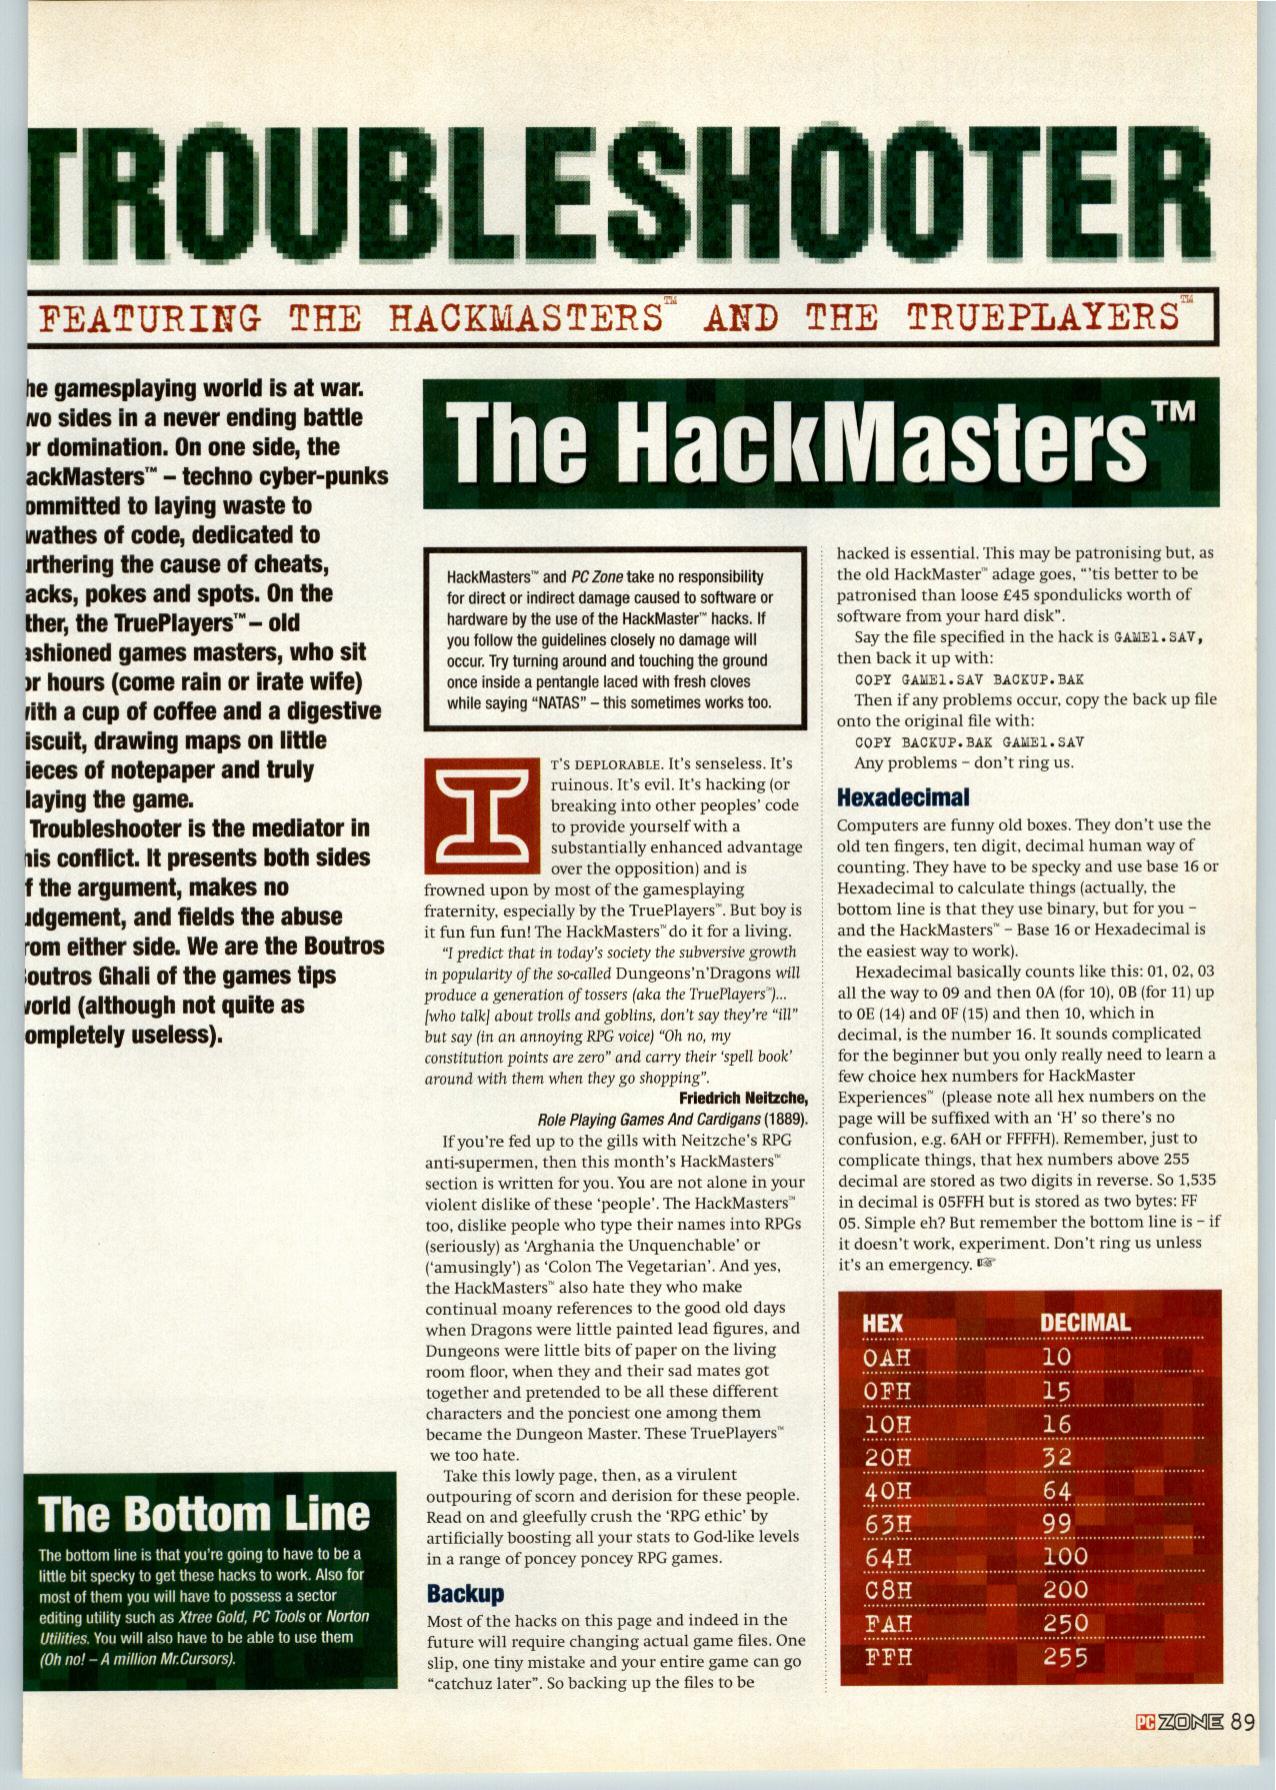 TROUBLESHOOTER
FEATURING THE HACKMASTERS™ AND THE TRUEPLAYERS™
he gamesplaying world is at war.
wo sides in a never ending battle
or domination. On one side, the
ackMasters™ – techno cyber-punks
ommitted to laying waste to
wathes of code, dedicated to
urthering the cause of cheats,
acks, pokes and spots. On the
ther, the TruePlayers™ – old
ashioned games masters, who sit
or hours (come rain or irate wife)
ith a cup of coffee and a digestive
iscuit, drawing maps on little
ieces of notepaper and truly
laying the game.
Troubleshooter is the mediator in
his conflict. It presents both sides
f the argument, makes no
udgement, and fields the abuse
rom either side. We are the Boutros
outros Ghali of the games tips
vorld (although not quite as
ompletely useless).
The Bottom Line
The bottom line is that you're going to have to be a
little bit specky to get these hacks to work. Also for
most of them you will have to possess a sector
editing utility such as Xtree Gold, PC Tools or Norton
Utilities. You will also have to be able to use them
(Oh no! – A million Mr.Cursors).
The HackMasters™
HackMasters™ and PC Zone take no responsibility
for direct or indirect damage caused to software or
hardware by the use of the HackMaster™ hacks. If
you follow the guidelines closely no damage will
occur. Try turning around and touching the ground
once inside a pentangle laced with fresh cloves
while saying “NATAS” – this sometimes works too.
IT'S DEPLORABLE. It's senseless. It's
ruinous. It's evil. It's hacking (or
breaking into other peoples' code
to provide yourself with a
substantially enhanced advantage
over the opposition) and is
frowned upon by most of the gamesplaying
fraternity, especially by the TruePlayers™. But boy is
it fun fun fun! The HackMasters™ do it for a living.
“I predict that in today's society the subversive growth
in popularity of the so-called Dungeons'n'Dragons will
produce a generation of tossers (aka the TruePlayers™)...
[who talk] about trolls and goblins, don't say they're “ill”
but say (in an annoying RPG voice) “Oh no, my
constitution points are zero” and carry their ‘spell book’
around with them when they go shopping”.
Friedrich Neitzche,
Role Playing Games And Cardigans (1889).
If you're fed up to the gills with Neitzche's RPG
anti-supermen, then this month's HackMasters™
section is written for you. You are not alone in your
violent dislike of these ‘people’. The HackMasters™
too, dislike people who type their names into RPGs
(seriously) as ‘Arghania the Unquenchable’ or
(‘amusingly’) as ‘Colon The Vegetarian’. And yes,
the HackMasters™ also hate they who make
continual moany references to the good old days
when Dragons were little painted lead figures, and
Dungeons were little bits of paper on the living
room floor, when they and their sad mates got
together and pretended to be all these different
characters and the ponciest one among them
became the Dungeon Master. These TruePlayers™
we too hate.
Take this lowly page, then, as a virulent
outpouring of scorn and derision for these people.
Read on and gleefully crush the ‘RPG ethic’ by
artificially boosting all your stats to God-like levels
in a range of poncey poncey RPG games.
Backup
Most of the hacks on this page and indeed in the
future will require changing actual game files. One
slip, one tiny mistake and your entire game can go
“catchuz later”. So backing up the files to be
hacked is essential. This may be patronising but, as
the old HackMaster™ adage goes, “'tis better to be
patronised than loose £45 spondulicks worth of
software from your hard disk”.
Say the file specified in the hack is GAME1.SAV,
then back it up with:
COPY GAME1.SAV BACKUP.BAK
Then if any problems occur, copy the back up file
onto the original file with:
COPY BACKUP.BAK GAME1.SAV
Any problems – don't ring us.
Hexadecimal
Computers are funny old boxes. They don't use the
old ten fingers, ten digit, decimal human way of
counting. They have to be specky and use base 16 or
Hexadecimal to calculate things (actually, the
bottom line is that they use binary, but for you –
and the HackMasters™ – Base 16 or Hexadecimal is
the easiest way to work).
Hexadecimal basically counts like this: 01, 02, 03
all the way to 09 and then 0A (for 10), 0B (for 11) up
to 0E (14) and 0F (15) and then 10, which in
decimal, is the number 16. It sounds complicated
for the beginner but you only really need to learn a
few choice hex numbers for HackMaster
Experiences™ (please note all hex numbers on the
page will be suffixed with an ‘H’ so there's no
confusion, e.g. 6AH or FFFFH). Remember, just to
complicate things, that hex numbers above 255
decimal are stored as two digits in reverse. So 1,535
in decimal is 05FFH but is stored as two bytes: FF
05. Simple eh? But remember the bottom line is – if
it doesn't work, experiment. Don't ring us unless
it's an emergency. ☞
HEX DECIMAL
0AH 10
0FH 15
10H 16
20H 32
40H 64
63H 99
64H 100
C8H 200
FAH 250
FFH 255
PC ZONE 89